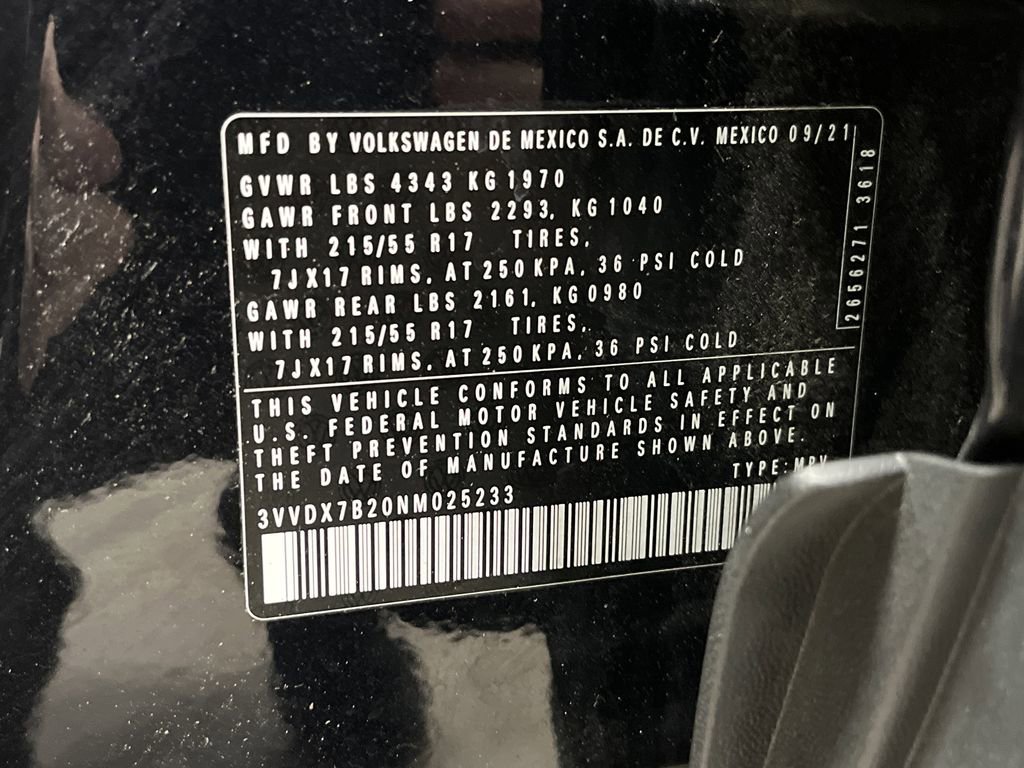 MFD BY VOLKSWAGEN DE MEXICO S.A. DE C.V. MEXICO 09/21
GVWR LBS 4343 KG 1970
GAWR FRONT LBS 2293, KG 1040
WITH 215/55 R17 TIRES,
7JX17 RIMS, AT 250 KPA, 36 PSI COLD
GAWR REAR LBS 2161, KG 0980
WITH 215/55 R17 TIRES,
7JX17 RIMS, AT 250 KPA, 36 PSI COLD
2656271 3618
THIS VEHICLE CONFORMS TO ALL APPLICABLE
U.S. FEDERAL MOTOR VEHICLE SAFETY AND
THEFT PREVENTION STANDARDS IN EFFECT ON
THE DATE OF MANUFACTURE SHOWN ABOVE.
TYPE: MPV
3VVDX7B20NM025233